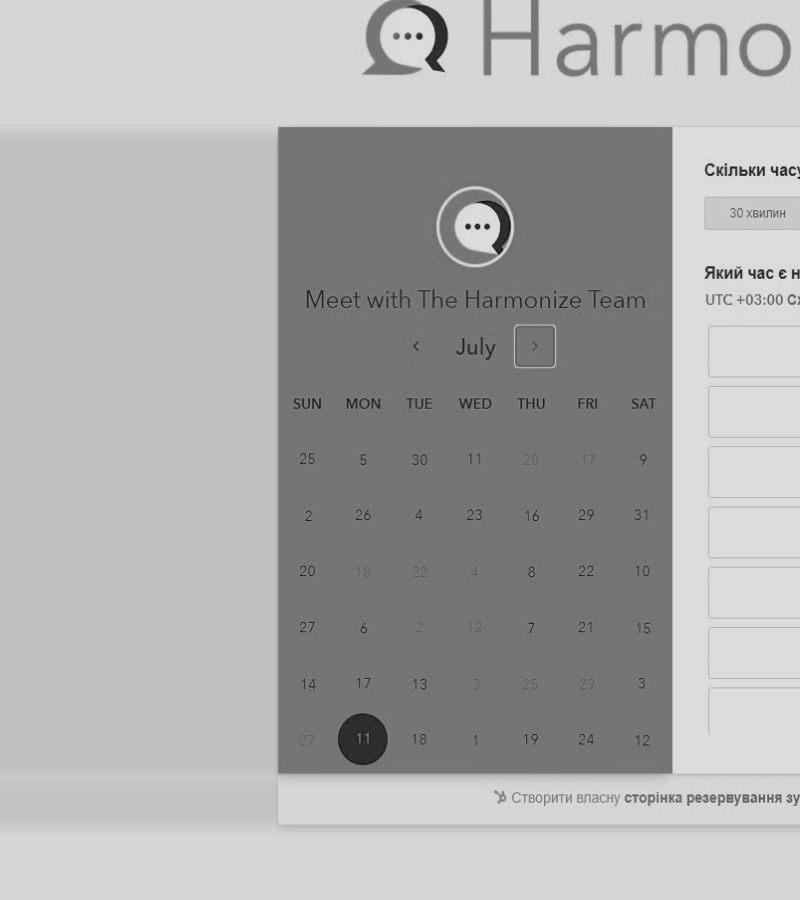 Harmo
Meet with The Harmonize Team
July
SUN MON TUE WED THU FRI SAT
25 5 30 11 20 17 9
2 26 4 23 16 29 31
20 18 22 4 8 22 10
27 6 2 12 7 21 15
14 17 13 3 25 29 3
27 11 18 1 19 24 12
Скільки часу
30 хвилин
Який час є н
UTC +03:00 Сх
Створити власну сторінка резервування зу